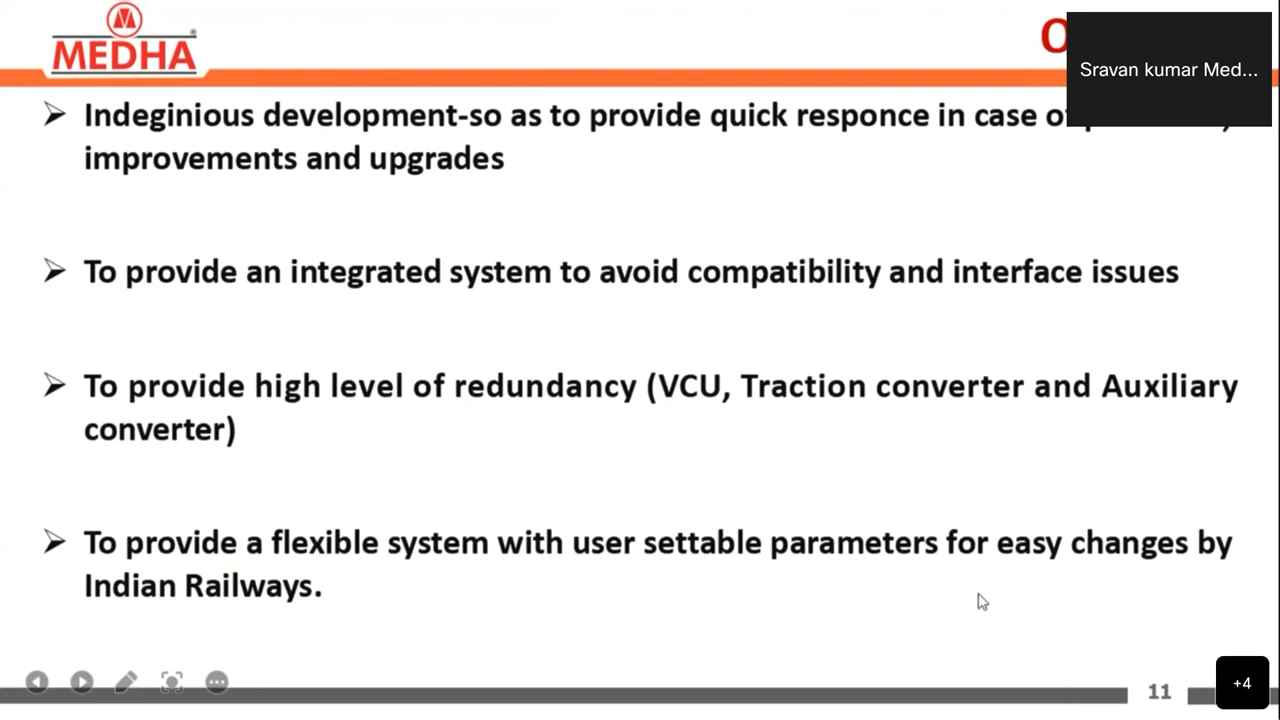 MEDHA
Sravan kumar Med...
Indeginious development-so as to provide quick responce in case
improvements and upgrades
To provide an integrated system to avoid compatibility and interface issues
To provide high level of redundancy (VCU, Traction converter and Auxiliary
converter)
To provide a flexible system with user settable parameters for easy changes by
Indian Railways.
11
+4